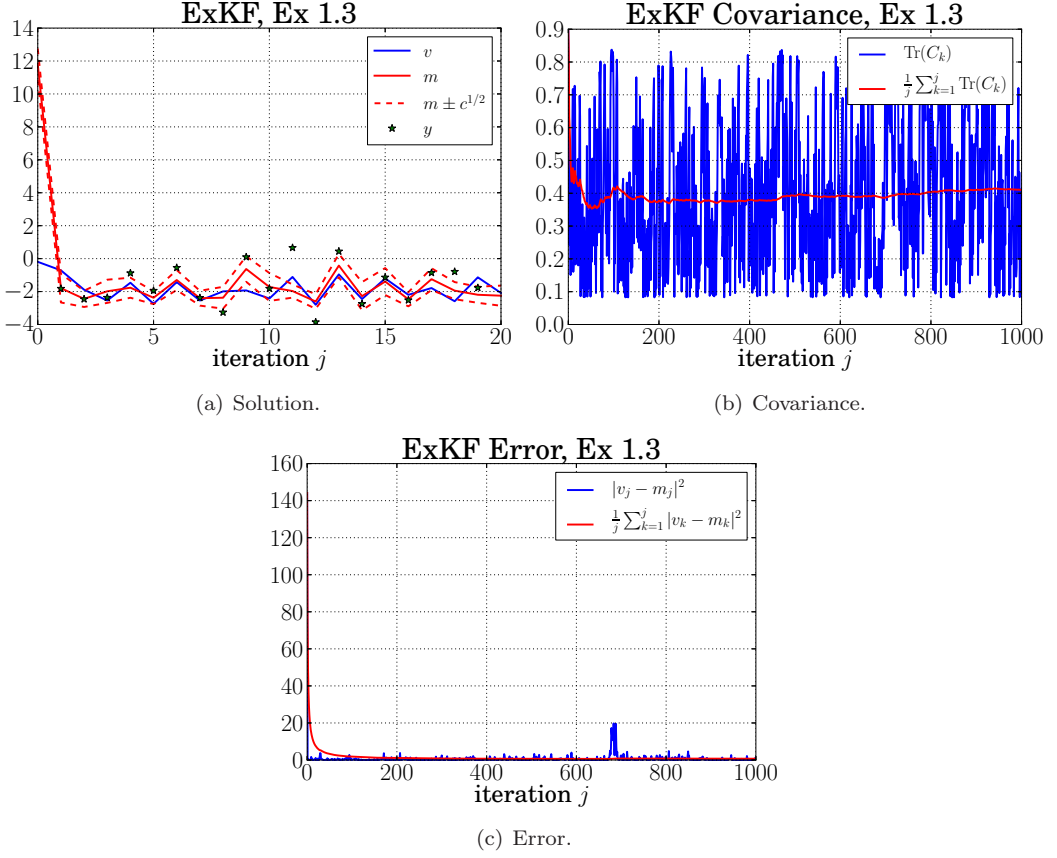 ExKF, Ex 1.3
14
12
10
8
6
4
2
0
−2
−4
v
m
m ± c^{1/2}
y
0 5 10 15 20
iteration j
(a) Solution.
ExKF Covariance, Ex 1.3
0.9
0.8
0.7
0.6
0.5
0.4
0.3
0.2
0.1
0.0
Tr(C_k)
\frac{1}{j} \sum_{k=1}^{j} Tr(C_k)
0 200 400 600 800 1000
iteration j
(b) Covariance.
ExKF Error, Ex 1.3
160
140
120
100
80
60
40
20
0
|v_j − m_j|^2
\frac{1}{j} \sum_{k=1}^{j} |v_k − m_k|^2
0 200 400 600 800 1000
iteration j
(c) Error.